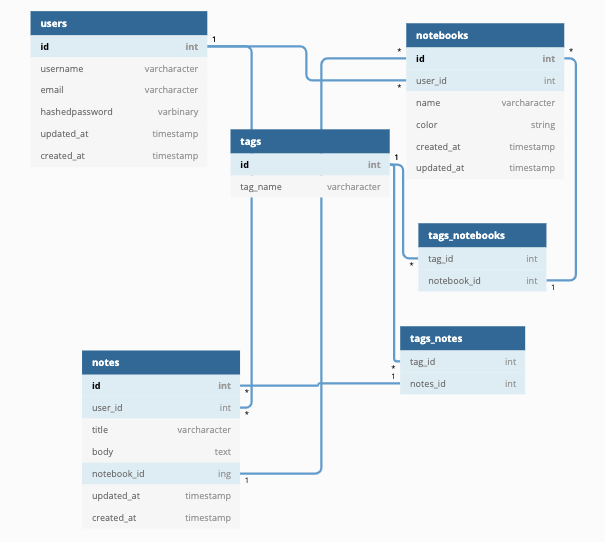 users
id int
username varcharacter
email varcharacter
hashedpassword varbinary
updated_at timestamp
created_at timestamp
1
notebooks
* id int *
* user_id int
name varcharacter
color string
created_at timestamp
updated_at timestamp
tags
id int 1
tag_name varcharacter
tags_notebooks
* tag_id int
notebook_id int 1
tags_notes
* tag_id int
1 notes_id int
notes
id int *
user_id int *
title varcharacter
body text
notebook_id ing 1
updated_at timestamp
created_at timestamp